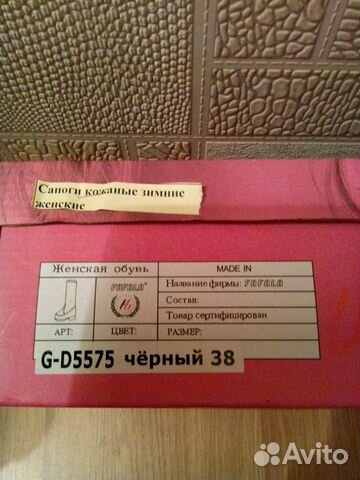 Сапоги кожаные зимние
женские
Женская обувь
MADE IN
FOFOLO®
Название фирмы: FOFOLO
Состав:
Товар сертифицирован
АРТ:
ЦВЕТ:
РАЗМЕР:
G-D5575 чёрный 38
Avito